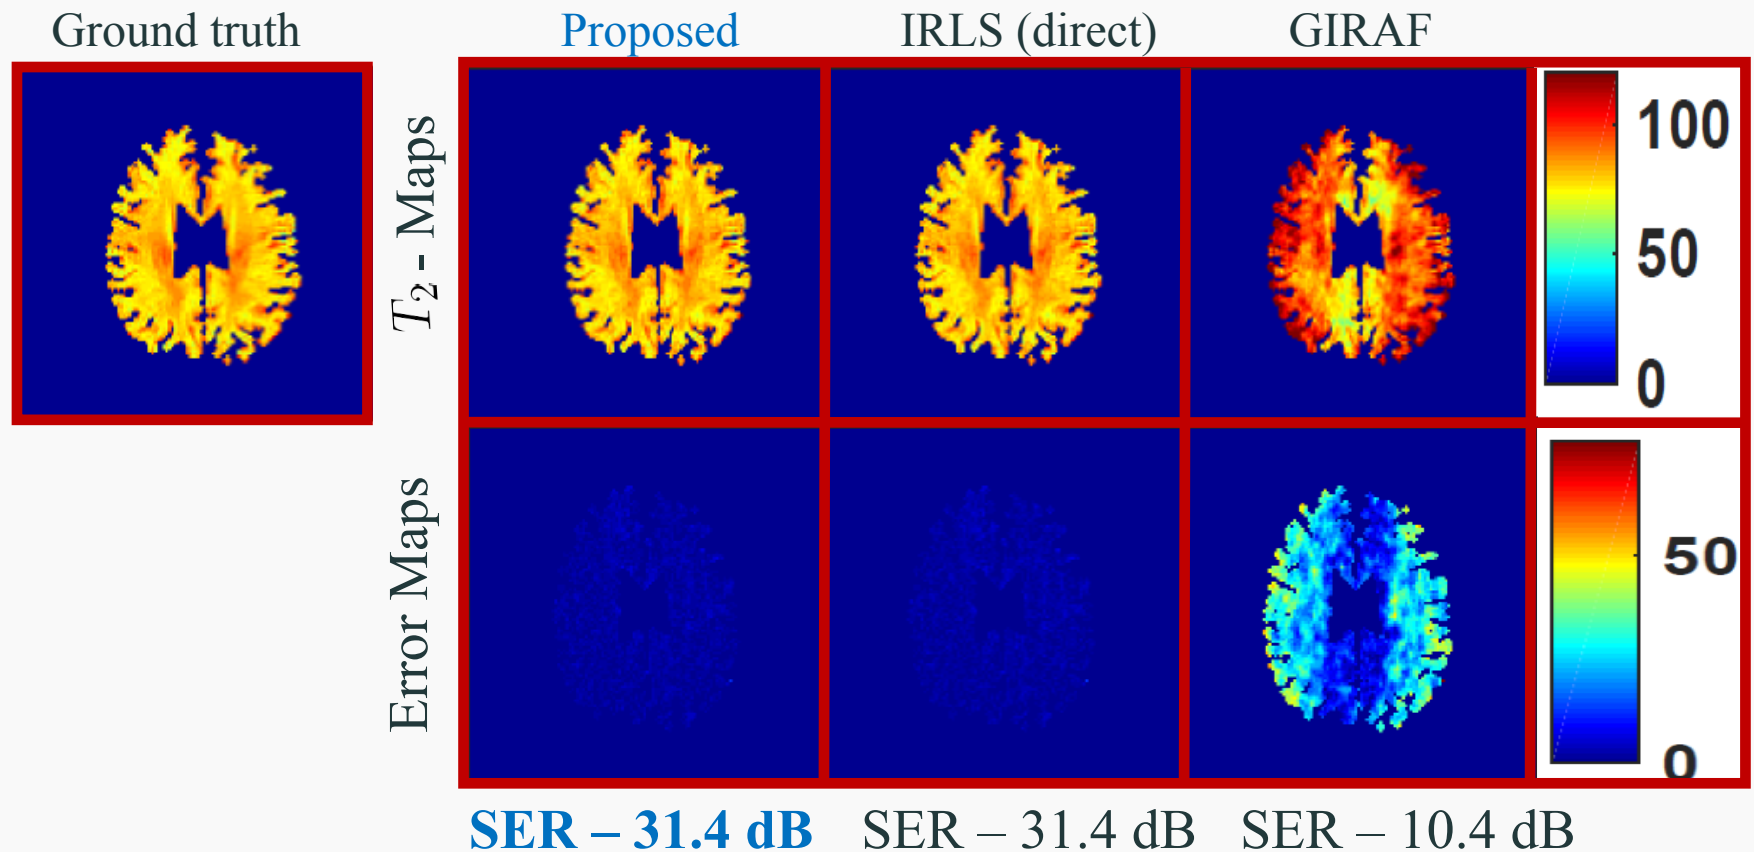 Ground truth
Proposed
IRLS (direct)
GIRAF
T2 - Maps
100
50
0
Error Maps
50
0
SER – 31.4 dB
SER – 31.4 dB
SER – 10.4 dB